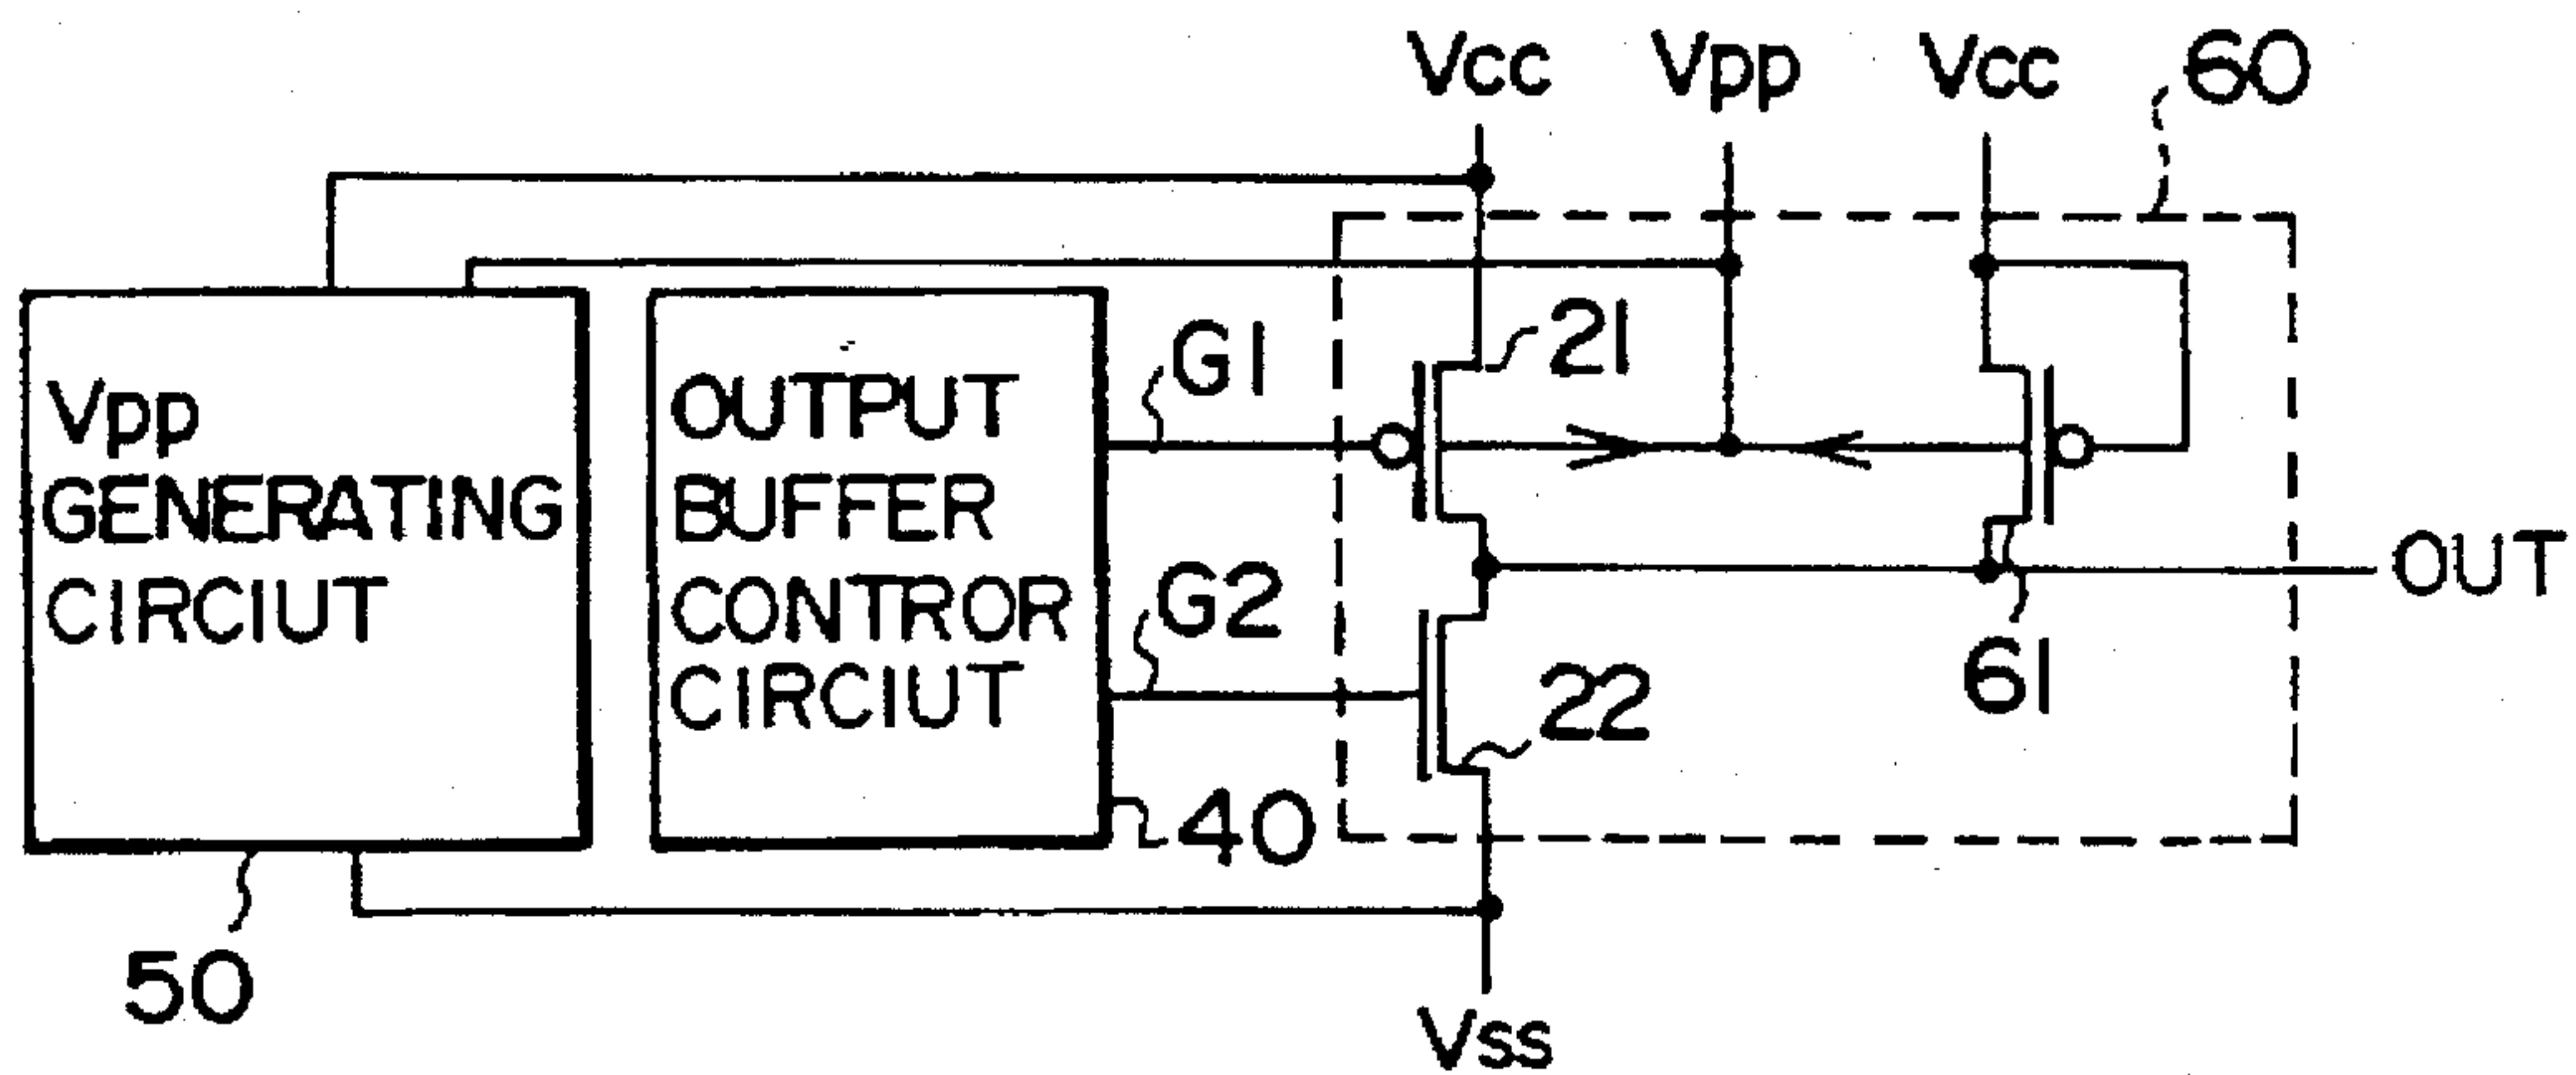 Vcc
Vpp
Vcc
60
Vpp
GENERATING
CIRCIUT
OUTPUT
BUFFER
CONTROR
CIRCIUT
G1
21
G2
22
61
OUT
40
50
Vss